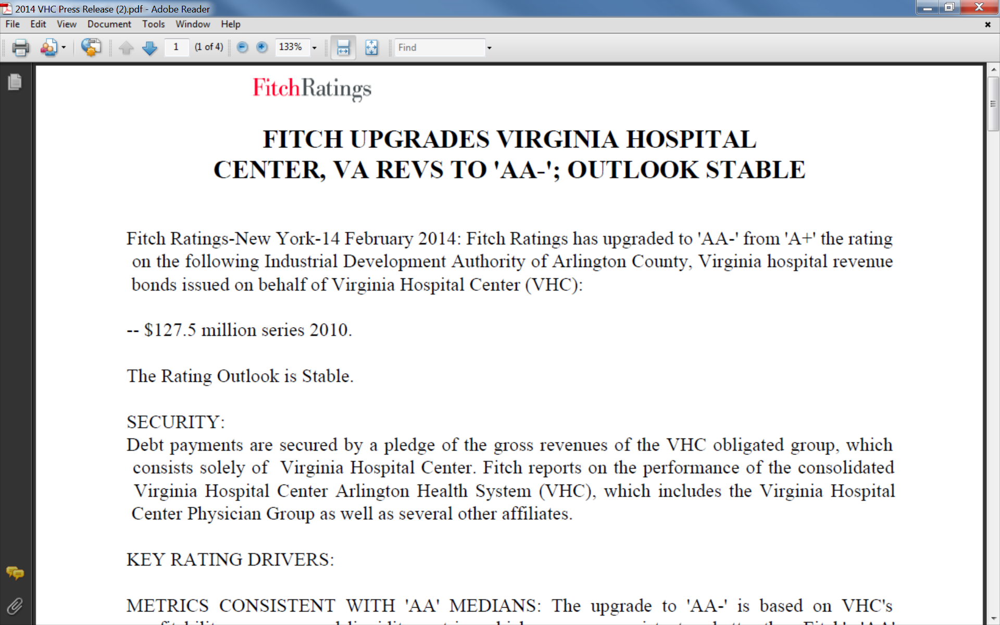 2014 VHC Press Release (2).pdf - Adobe Reader
File Edit View Document Tools Window Help
1 (1 of 4) 133% Find
FitchRatings
FITCH UPGRADES VIRGINIA HOSPITAL
CENTER, VA REVS TO 'AA-'; OUTLOOK STABLE
Fitch Ratings-New York-14 February 2014: Fitch Ratings has upgraded to 'AA-' from 'A+' the rating
on the following Industrial Development Authority of Arlington County, Virginia hospital revenue
bonds issued on behalf of Virginia Hospital Center (VHC):
-- $127.5 million series 2010.
The Rating Outlook is Stable.
SECURITY:
Debt payments are secured by a pledge of the gross revenues of the VHC obligated group, which
consists solely of Virginia Hospital Center. Fitch reports on the performance of the consolidated
Virginia Hospital Center Arlington Health System (VHC), which includes the Virginia Hospital
Center Physician Group as well as several other affiliates.
KEY RATING DRIVERS:
METRICS CONSISTENT WITH 'AA' MEDIANS: The upgrade to 'AA-' is based on VHC's